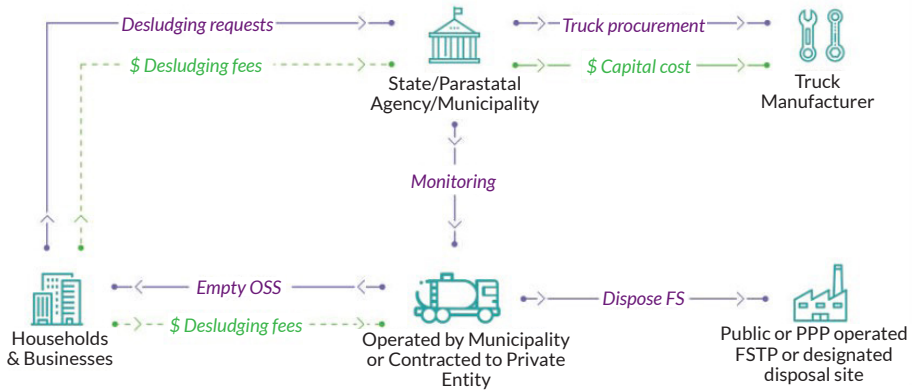 Desludging requests
Truck procurement
$ Desludging fees
$ Capital cost
State/Parastatal
Agency/Municipality
Truck
Manufacturer
Monitoring
Empty OSS
Dispose FS
$ Desludging fees
Households
& Businesses
Operated by Municipality
or Contracted to Private
Entity
Public or PPP operated
FSTP or designated
disposal site